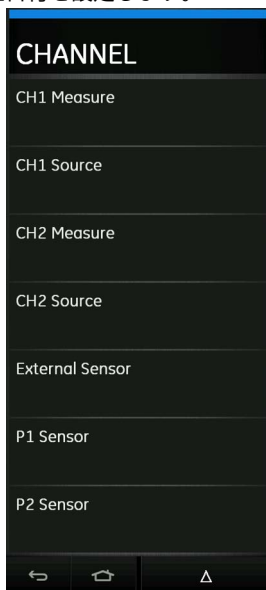 CHANNEL
CH1 Measure
CH1 Source
CH2 Measure
CH2 Source
External Sensor
P1 Sensor
P2 Sensor